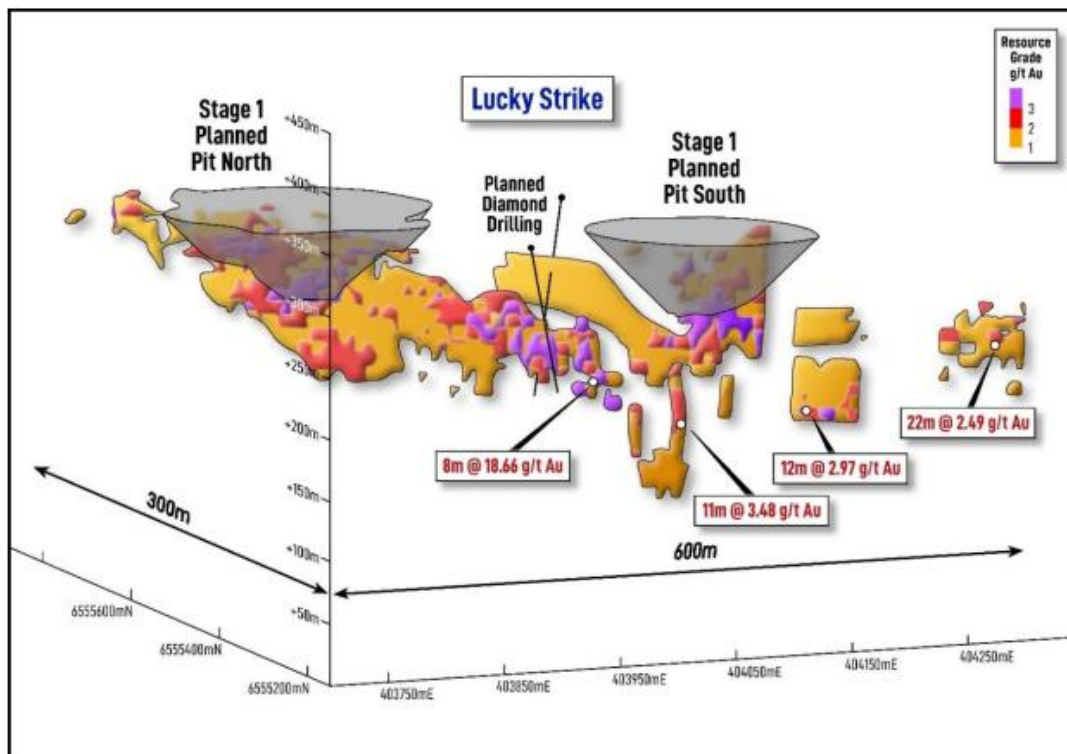 Resource
Grade
g/t Au
3
2
1
Lucky Strike
Stage 1
Planned
Pit North
Stage 1
Planned
Pit South
Planned
Diamond
Drilling
+450m
+400m
+350m
+300m
+250m
+200m
+150m
+100m
+50m
8m @ 18.66 g/t Au
11m @ 3.48 g/t Au
12m @ 2.97 g/t Au
22m @ 2.49 g/t Au
300m
600m
6555600mN
6555400mN
6555200mN
403750mE
403850mE
403950mE
404050mE
404150mE
404250mE